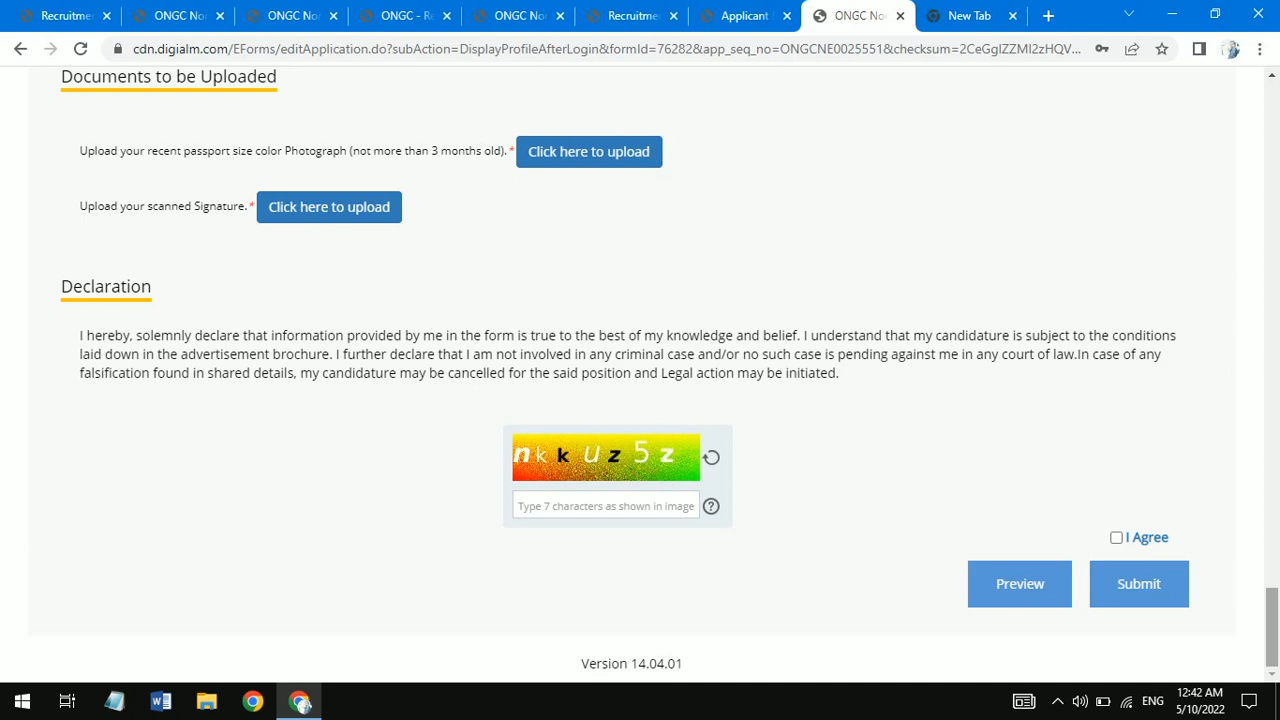 Recruitme
ONGC No
ONGC No
ONGC - R
ONGC No
Recruitme
Applicant
ONGC No
New Tab
cdn.digialm.com/EForms/editApplication.do?subAction=DisplayProfileAfterLogin&formId=76282&app_seq_no=ONGCNE0025551&checksum=2CeGgIZZMI2zHQV...
Documents to be Uploaded
Upload your recent passport size color Photograph (not more than 3 months old).* Click here to upload
Upload your scanned Signature.* Click here to upload
Declaration
I hereby, solemnly declare that information provided by me in the form is true to the best of my knowledge and belief. I understand that my candidature is subject to the conditions
laid down in the advertisement brochure. I further declare that I am not involved in any criminal case and/or no such case is pending against me in any court of law.In case of any
falsification found in shared details, my candidature may be cancelled for the said position and Legal action may be initiated.
nkkuz5z
Type 7 characters as shown in image
I Agree
Preview Submit
Version 14.04.01
ENG
12:42 AM
5/10/2022